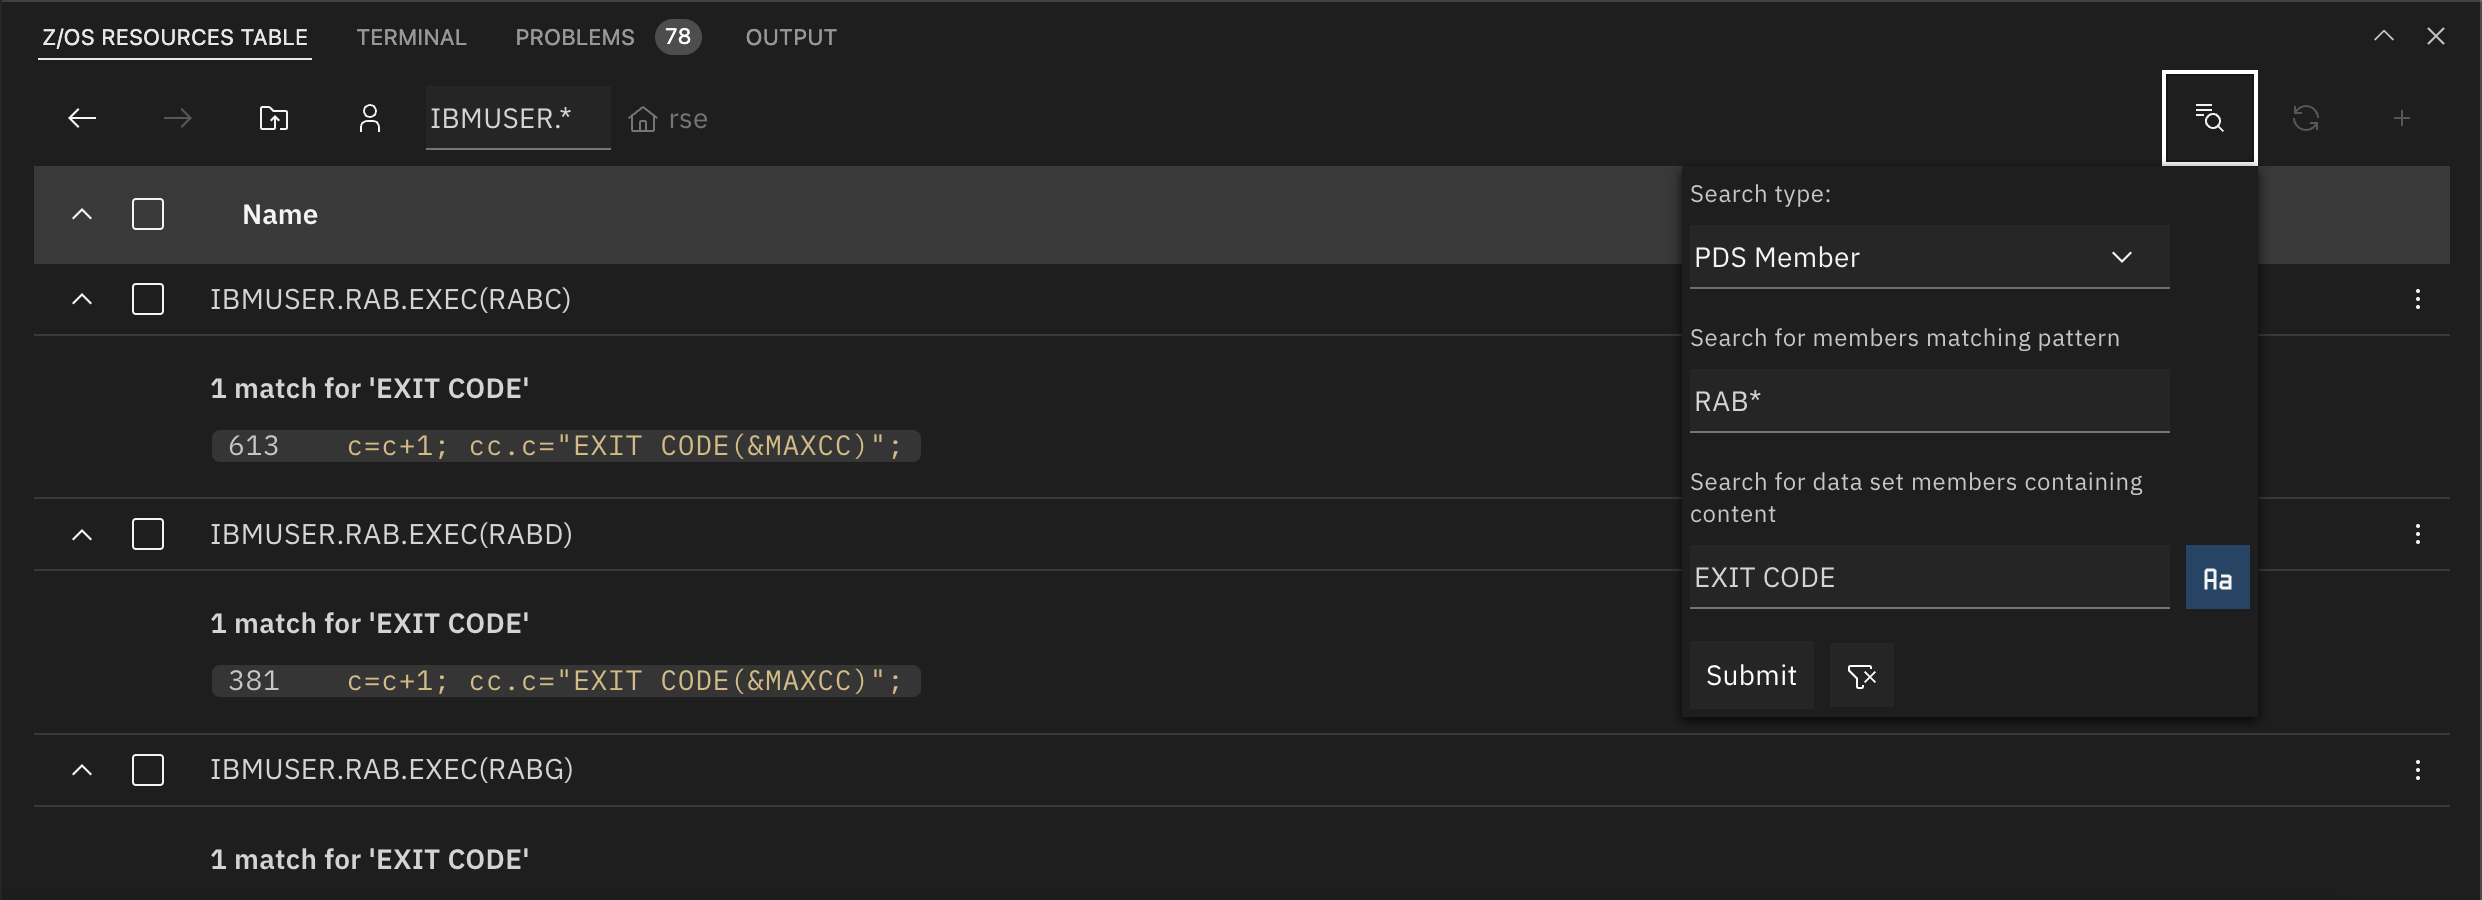 Z/OS RESOURCES TABLE
TERMINAL
PROBLEMS 78
OUTPUT
IBMUSER.*
rse
Name
IBMUSER.RAB.EXEC(RABC)
1 match for 'EXIT CODE'
613 c=c+1; cc.c="EXIT CODE(&MAXCC)";
IBMUSER.RAB.EXEC(RABD)
1 match for 'EXIT CODE'
381 c=c+1; cc.c="EXIT CODE(&MAXCC)";
IBMUSER.RAB.EXEC(RABG)
1 match for 'EXIT CODE'
Search type:
PDS Member
Search for members matching pattern
RAB*
Search for data set members containing
content
EXIT CODE
Aa
Submit